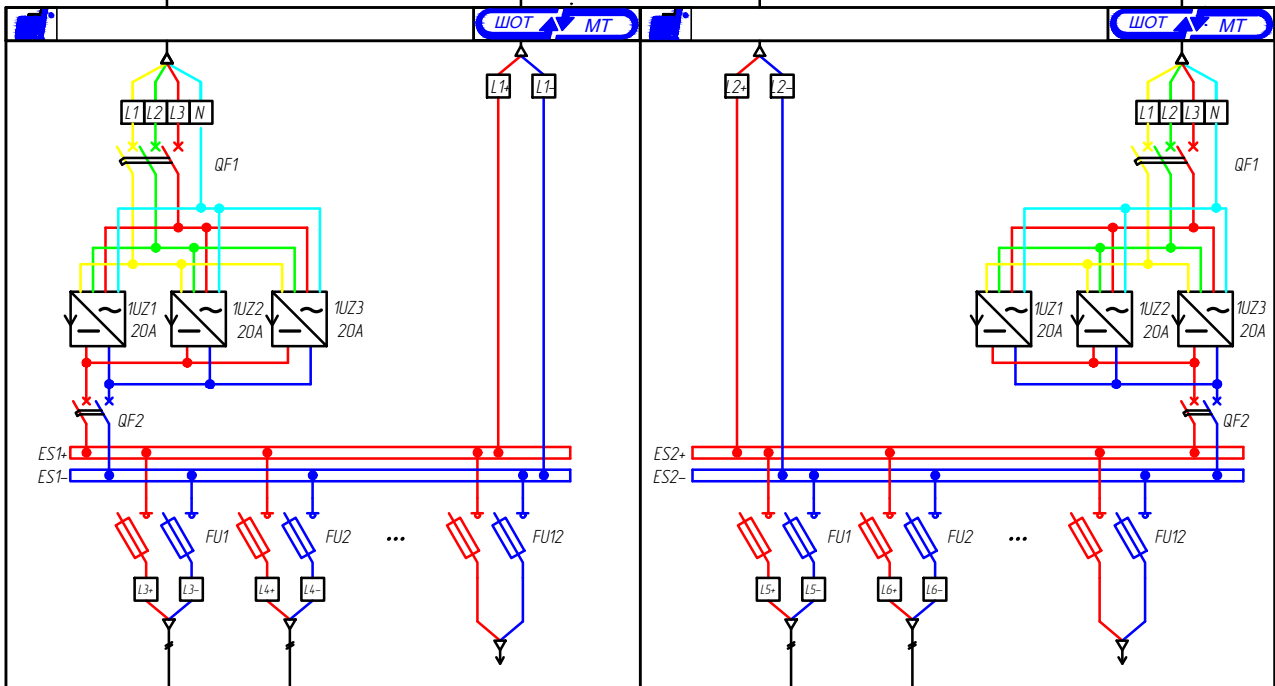 ШОТ МТ
ШОТ МТ
L1+ L1-
L2+ L2-
L1 L2 L3 N
L1 L2 L3 N
QF1
QF1
1UZ1
20A
1UZ2
20A
1UZ3
20A
1UZ1
20A
1UZ2
20A
1UZ3
20A
QF2
QF2
ES1+
ES1-
ES2+
ES2-
FU1 FU2 ... FU12
FU1 FU2 ... FU12
L3+ L3- L4+ L4-
L5+ L5- L6+ L6-